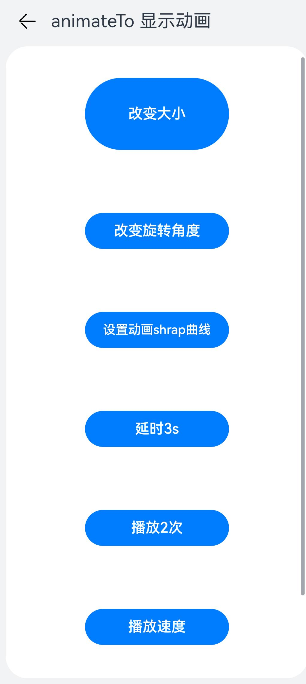 animateTo 显示动画
改变大小
改变旋转角度
设置动画shrap曲线
延时3s
播放2次
播放速度